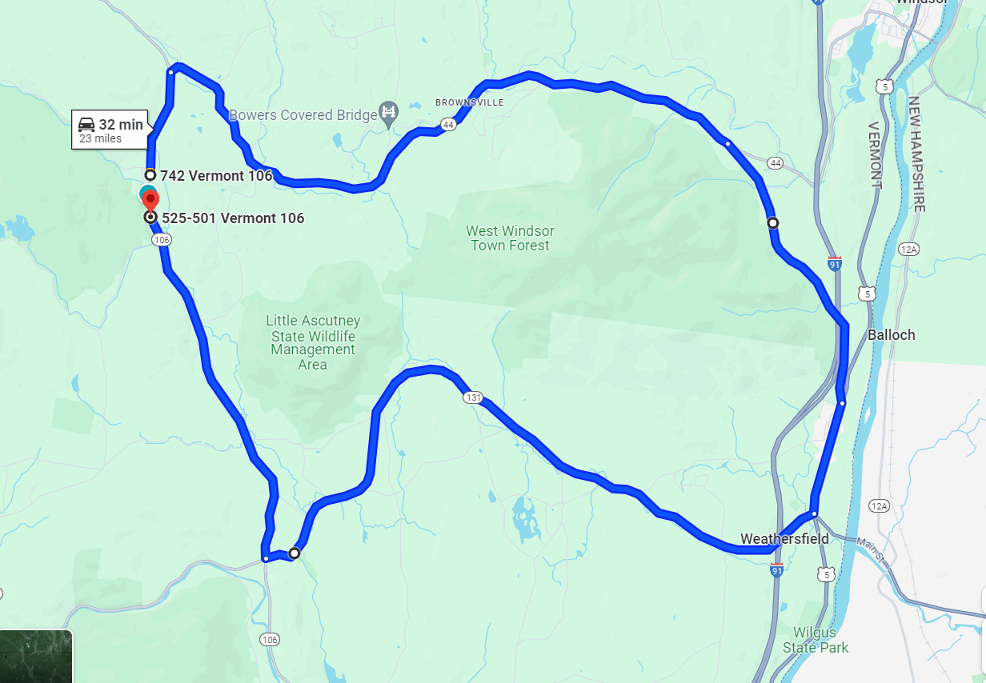 Windsor
5
NEW HAMPSHIRE
VERMONT
BROWNSVILLE
Bowers Covered Bridge
44
32 min
23 miles
44
742 Vermont 106
525-501 Vermont 106
106
West Windsor
Town Forest
12A
91
5
Little Ascutney
State Wildlife
Management
Area
Balloch
131
12A
Weathersfield
Main St
91
5
106
Wilgus
State Park